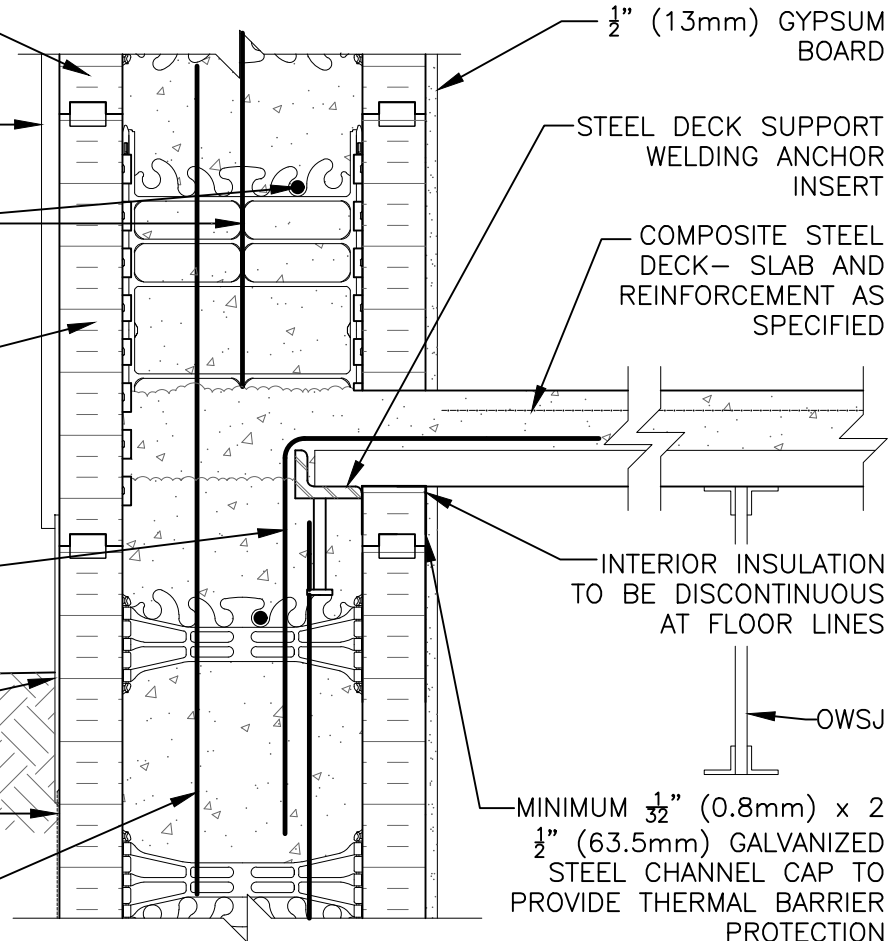 ½" (13mm) GYPSUM
BOARD
STEEL DECK SUPPORT
WELDING ANCHOR
INSERT
COMPOSITE STEEL
DECK– SLAB AND
REINFORCEMENT AS
SPECIFIED
INTERIOR INSULATION
TO BE DISCONTINUOUS
AT FLOOR LINES
OWSJ
MINIMUM 1/32" (0.8mm) x 2
½" (63.5mm) GALVANIZED
STEEL CHANNEL CAP TO
PROVIDE THERMAL BARRIER
PROTECTION